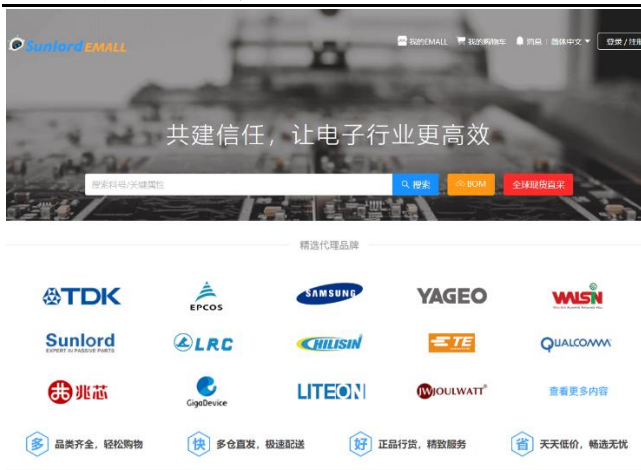 Sunlord EMALL
我的EMALL 我的购物车 消息 简体中文 登录 / 注册
共建信任，让电子行业更高效
搜索料号/关键属性 搜索 BOM 全球现货直采
精选代理品牌
TDK EPCOS SAMSUNG YAGEO WALSIN
Sunlord LRC CHILISIN TE QUALCOMM
EXPERT IN PASSIVE PARTS
兆芯 GigaDevice LITEON JOULWATT 查看更多内容
多 品类齐全，轻松购物 快 多仓直发，极速配送 好 正品行货，精致服务 省 天天低价，畅选无忧